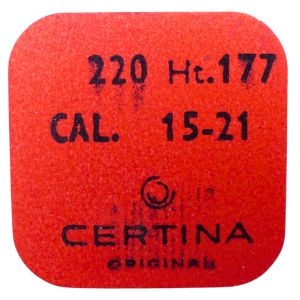 220 Ht.177
CAL. 15-21
CERTINA
ORIGINAL